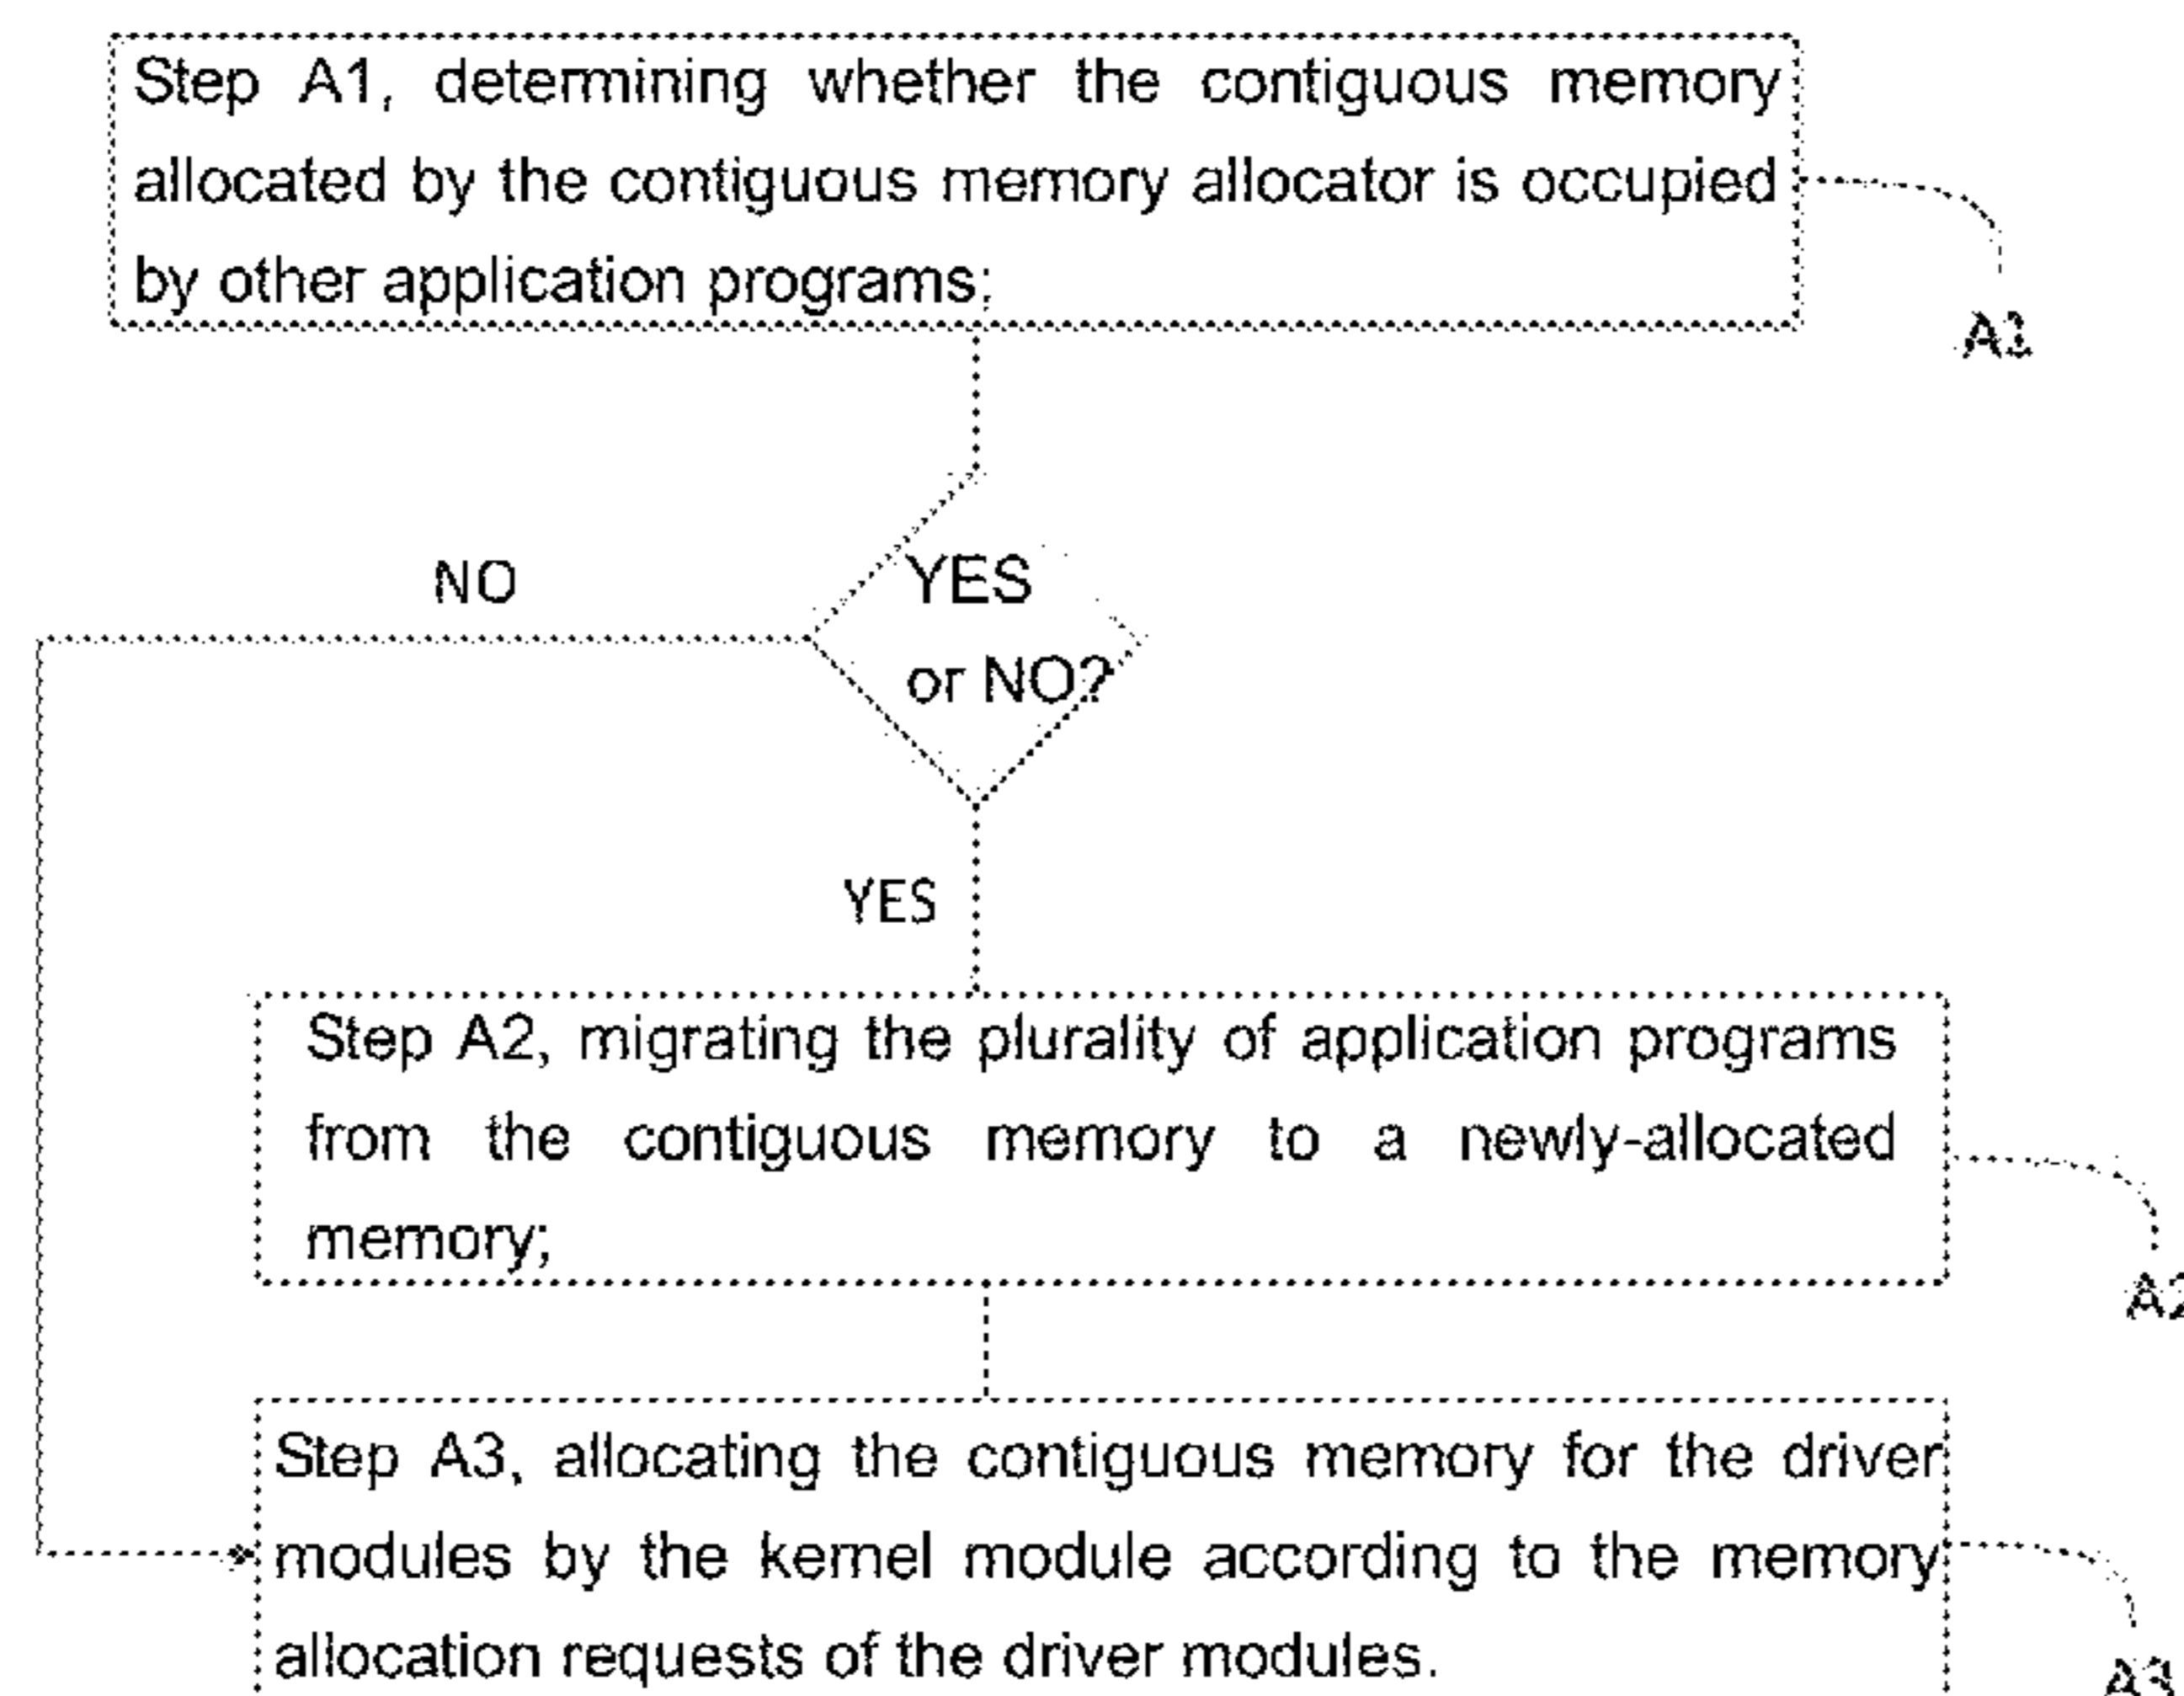 Step A1, determining whether the contiguous memory
allocated by the contiguous memory allocator is occupied
by other application programs;
A1
NO
YES
or NO?
YES
Step A2, migrating the plurality of application programs
from the contiguous memory to a newly-allocated
memory;
A2
Step A3, allocating the contiguous memory for the driver
modules by the kernel module according to the memory
allocation requests of the driver modules.
A3